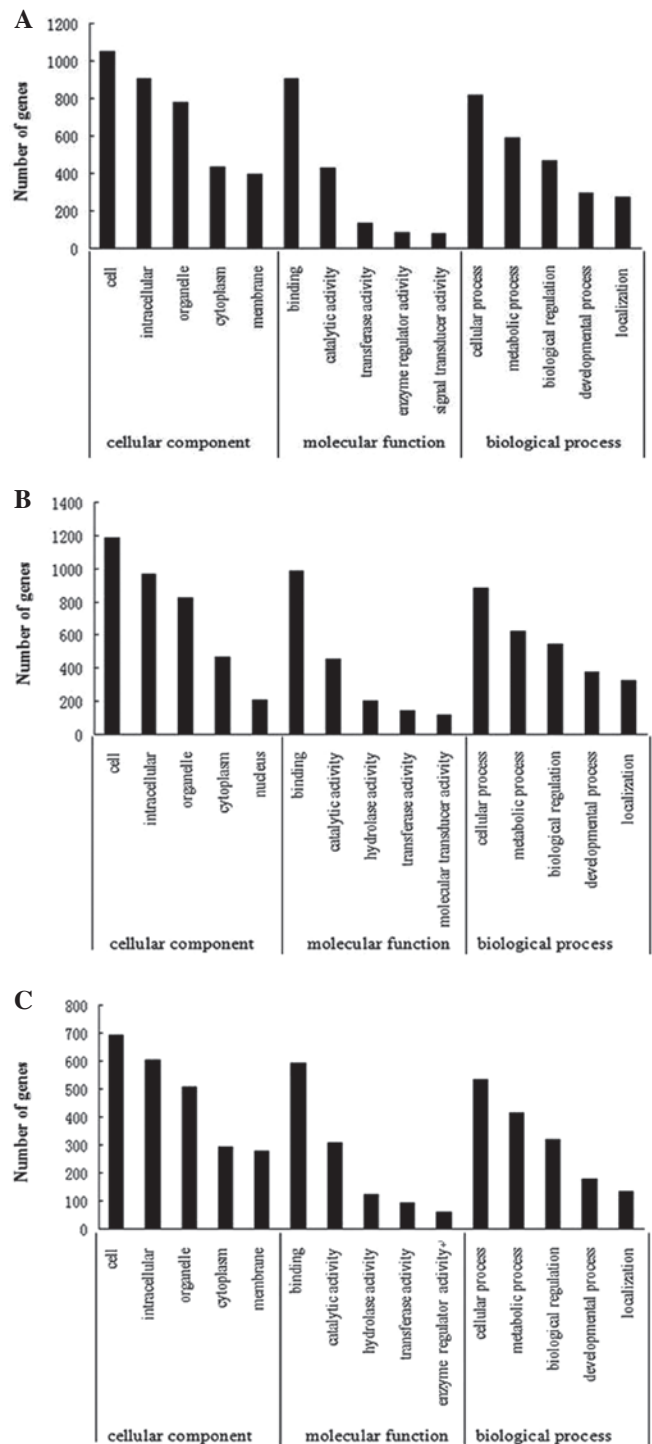 A
Number of genes
1200
1000
800
600
400
200
0
cell
intracellular
organelle
cytoplasm
membrane
binding
catalytic activity
transferase activity
enzyme regulator activity
signal transducer activity
cellular process
metabolic process
biological regulation
developmental process
localization
cellular component
molecular function
biological process
B
Number of genes
1400
1200
1000
800
600
400
200
0
cell
intracellular
organelle
cytoplasm
nucleus
binding
catalytic activity
hydrolase activity
transferase activity
molecular transducer activity
cellular process
metabolic process
biological regulation
developmental process
localization
cellular component
molecular function
biological process
C
Number of genes
800
700
600
500
400
300
200
100
0
cell
intracellular
organelle
cytoplasm
membrane
binding
catalytic activity
hydrolase activity
transferase activity
enzyme regulator activity↵
cellular process
metabolic process
biological regulation
developmental process
localization
cellular component
molecular function
biological process